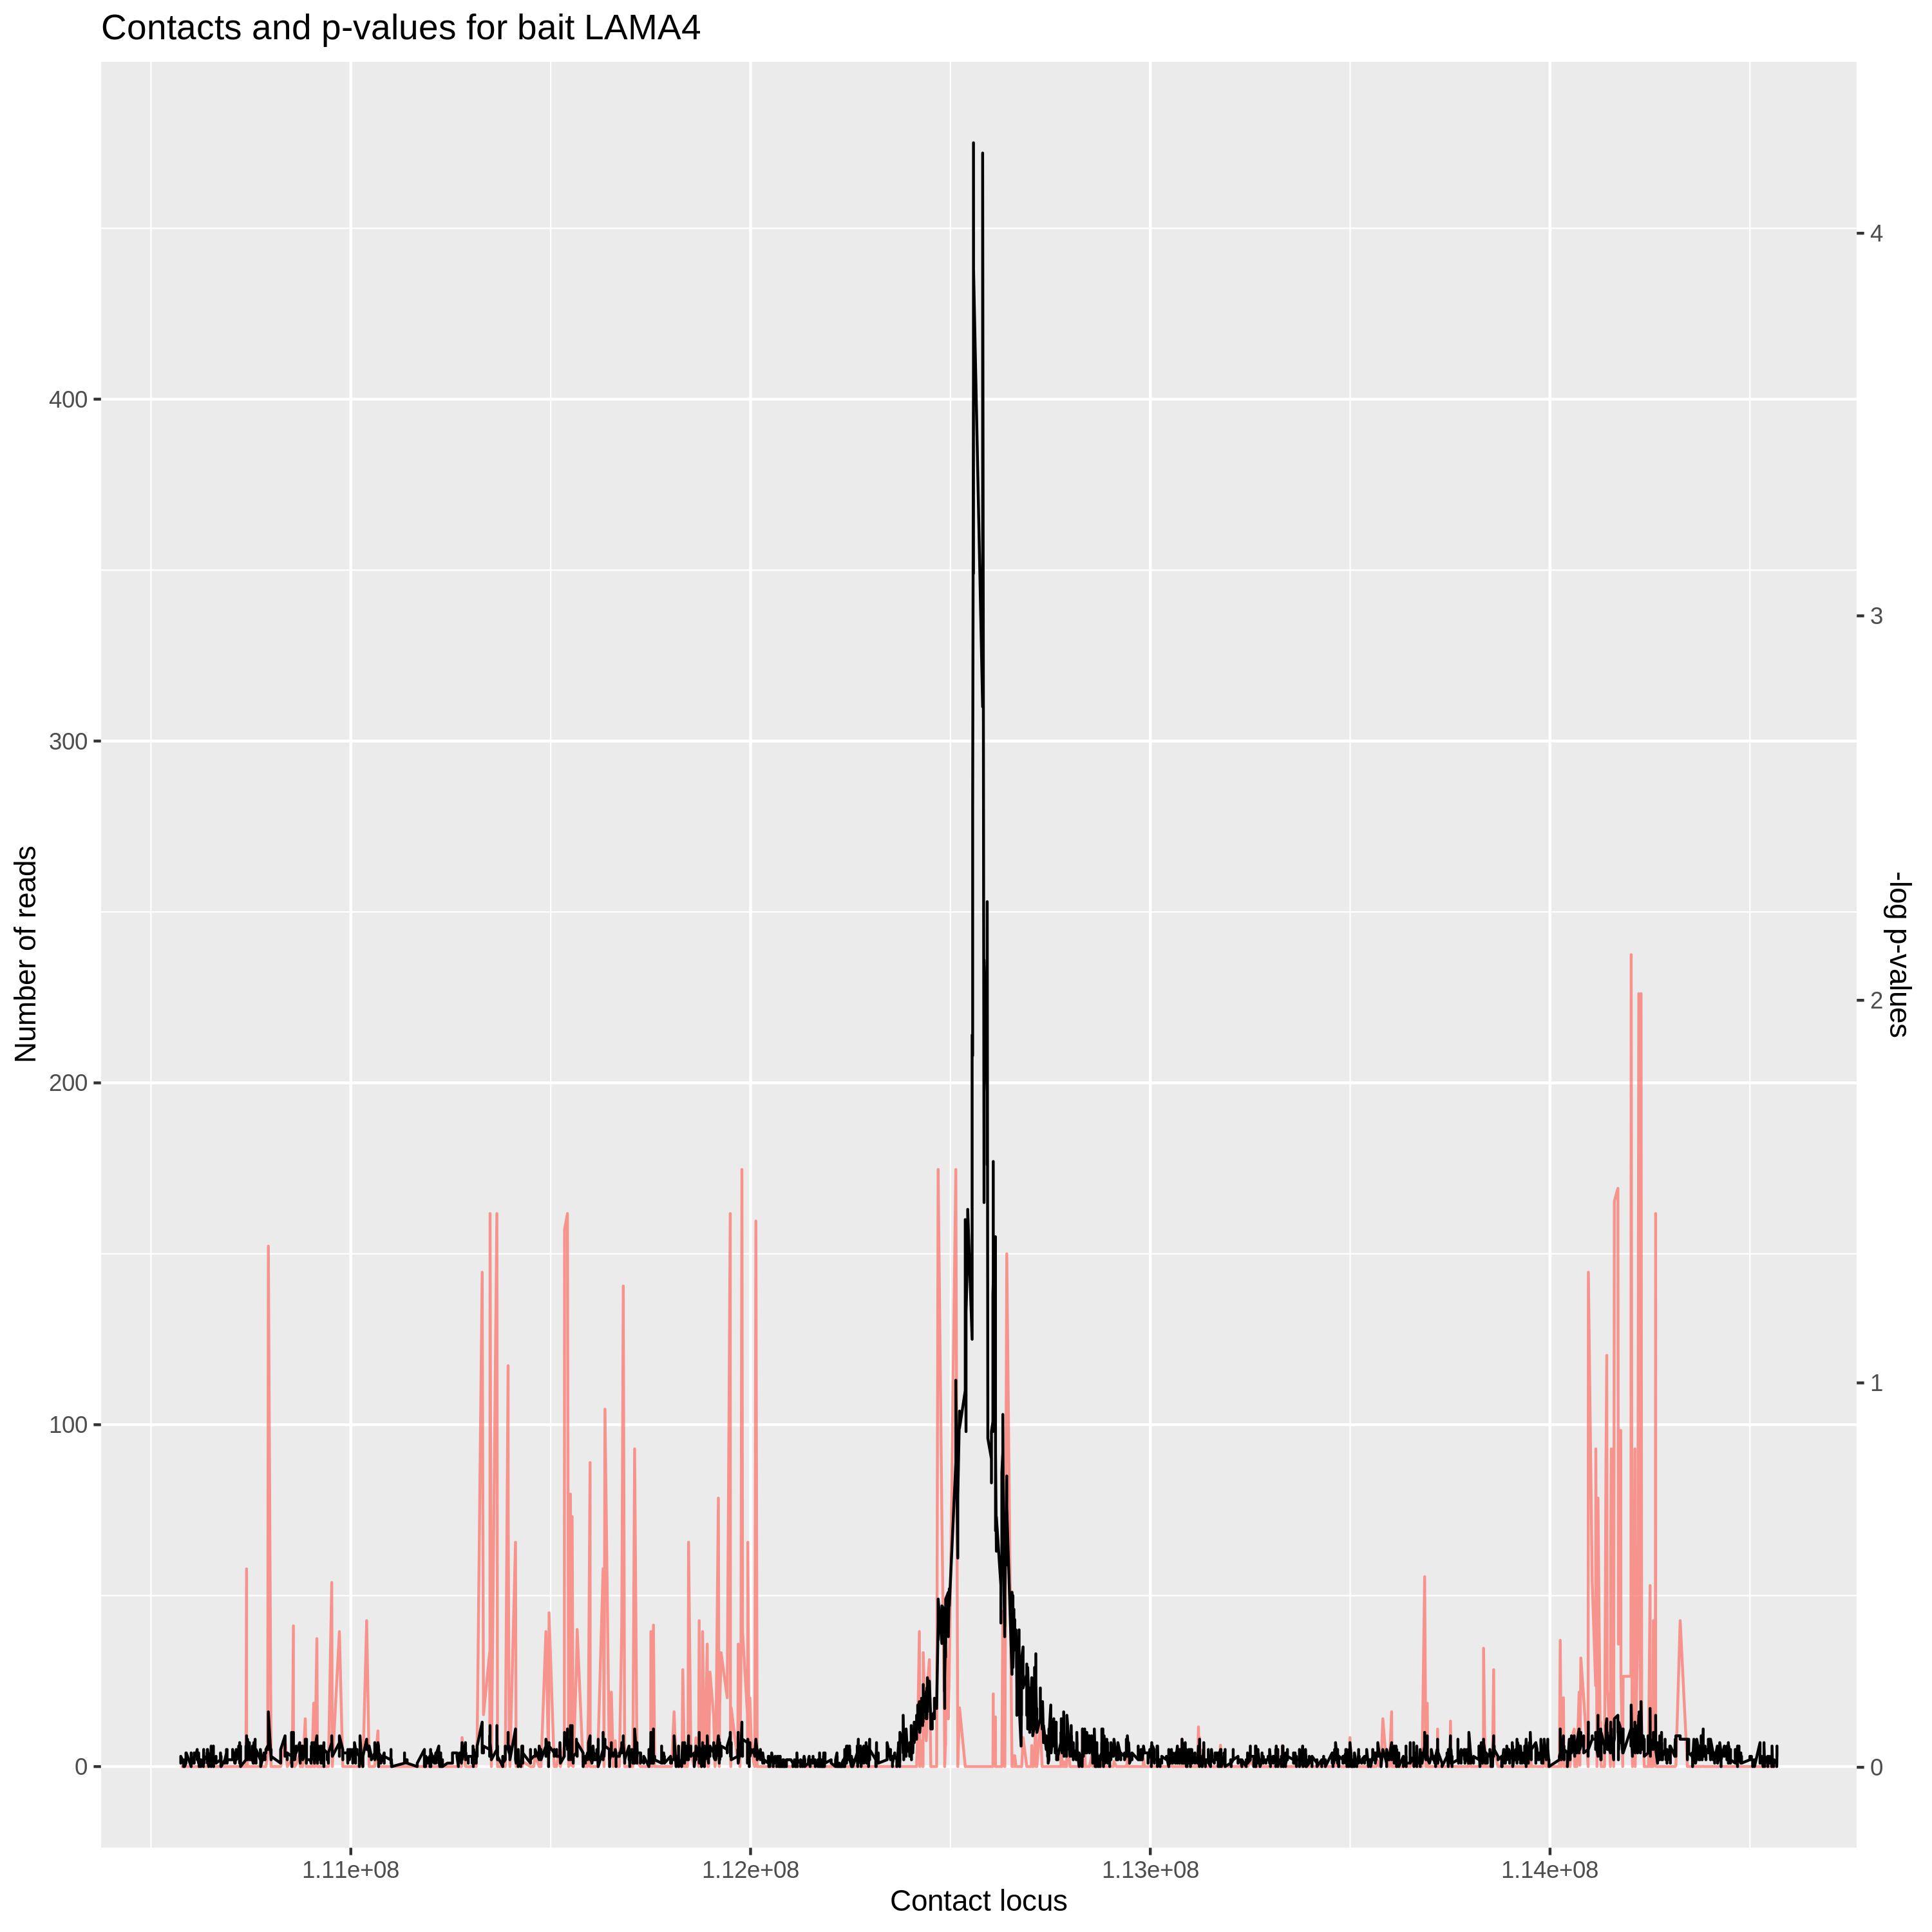 Contacts and p-values for bait LAMA4
Number of reads
400
300
200
100
0
4
3
2
1
0
-log p-values
1.11e+08
1.12e+08
1.13e+08
1.14e+08
Contact locus